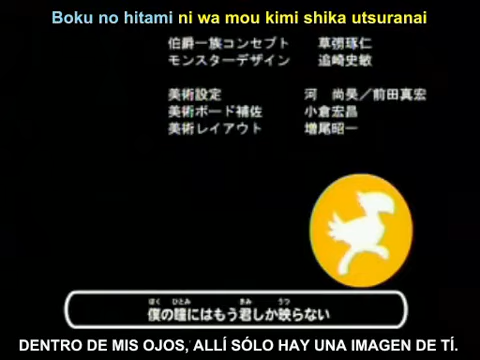 Boku no hitami ni wa mou kimi shika utsuranai
伯爵一族コンセプト 草彅琢仁
モンスターデザイン 追崎史敏
美術設定 河 尚美／前田真宏
美術ボード補佐 小倉宏昌
美術レイアウト 増尾昭一
ぼく ひとみ きみ うつ
僕の瞳にはもう君しか映らない
DENTRO DE MIS OJOS, ALLÍ SÓLO HAY UNA IMAGEN DE TÍ.